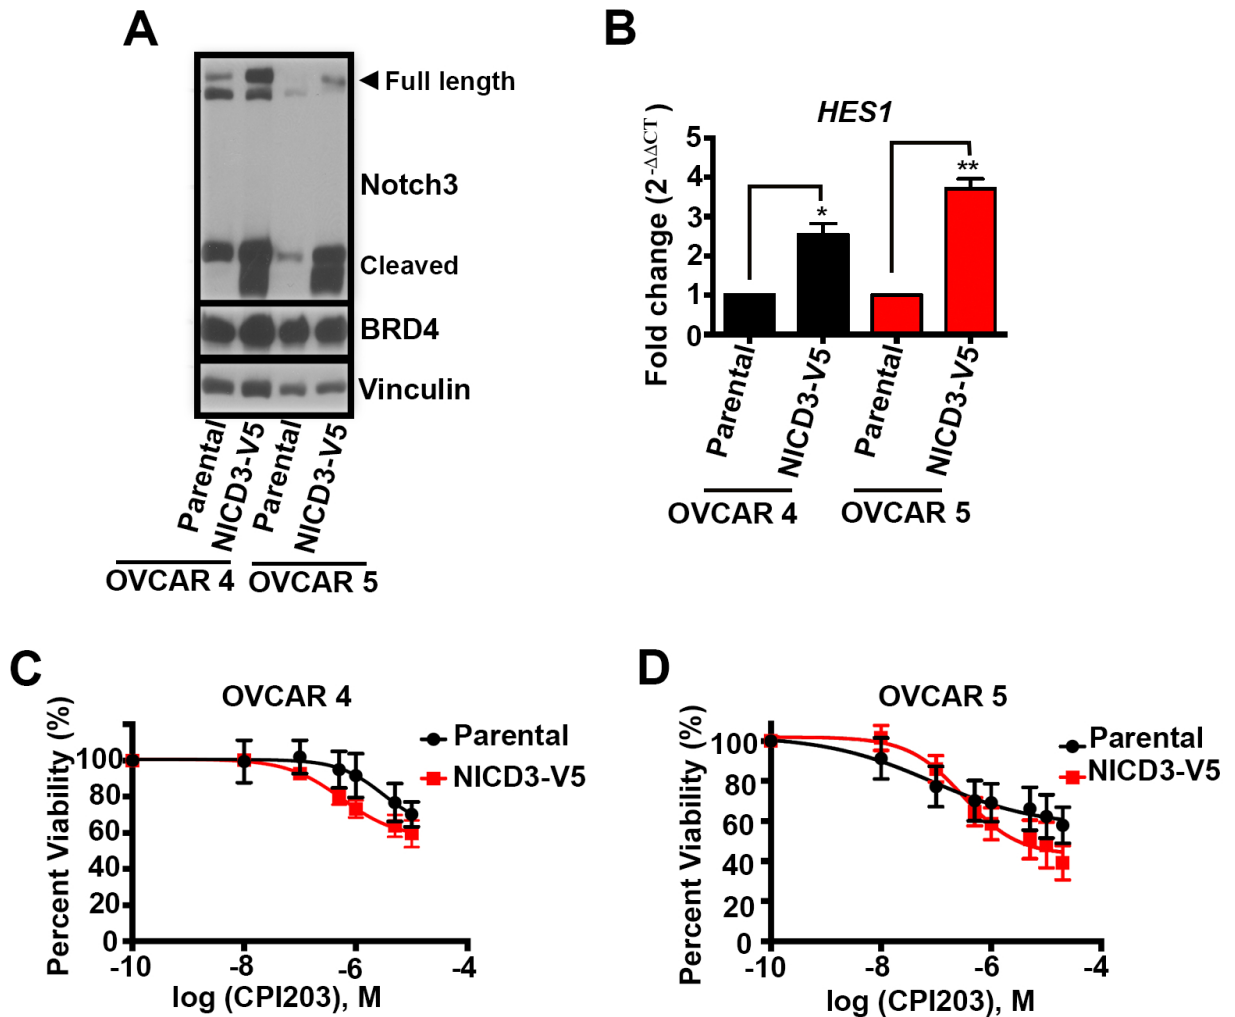 A
◄ Full length
Notch3
Cleaved
BRD4
Vinculin
Parental
NICD3-V5
Parental
NICD3-V5
OVCAR 4 OVCAR 5
B
HES1
Fold change (2^-ΔΔCT)
5
4
3
2
1
0
*
**
Parental
NICD3-V5
Parental
NICD3-V5
OVCAR 4 OVCAR 5
C
OVCAR 4
Percent Viability (%)
100
80
60
40
20
0
-10 -8 -6 -4
log (CPI203), M
Parental
NICD3-V5
D
OVCAR 5
Percent Viability (%)
100
80
60
40
20
0
-10 -8 -6 -4
log (CPI203), M
Parental
NICD3-V5